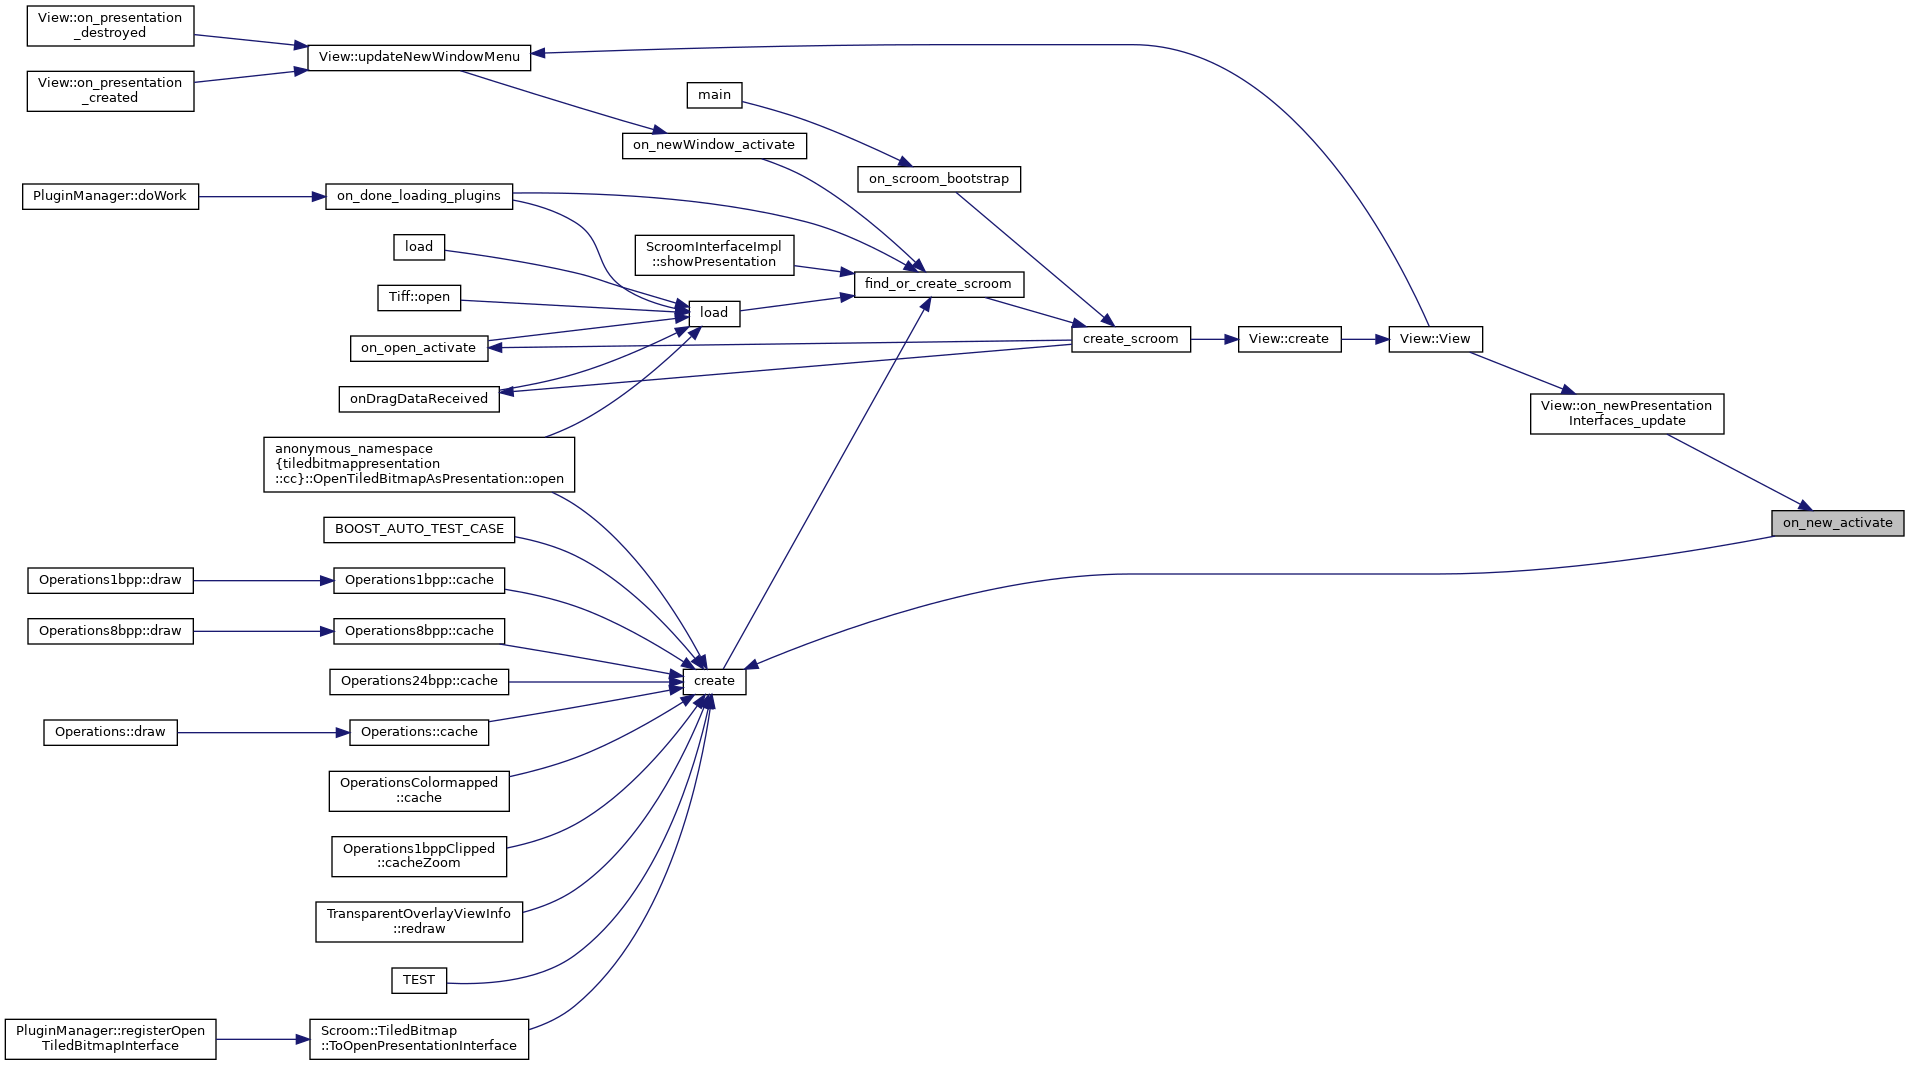 View::on_presentation
_destroyed
View::updateNewWindowMenu
View::on_presentation
_created
main
on_newWindow_activate
on_scroom_bootstrap
PluginManager::doWork
on_done_loading_plugins
load
ScroomInterfaceImpl
::showPresentation
find_or_create_scroom
Tiff::open
load
on_open_activate
create_scroom
View::create
View::View
onDragDataReceived
View::on_newPresentation
Interfaces_update
anonymous_namespace
{tiledbitmappresentation
::cc}::OpenTiledBitmapAsPresentation::open
BOOST_AUTO_TEST_CASE
on_new_activate
Operations1bpp::draw
Operations1bpp::cache
Operations8bpp::draw
Operations8bpp::cache
Operations24bpp::cache
create
Operations::draw
Operations::cache
OperationsColormapped
::cache
Operations1bppClipped
::cacheZoom
TransparentOverlayViewInfo
::redraw
TEST
PluginManager::registerOpen
TiledBitmapInterface
Scroom::TiledBitmap
::ToOpenPresentationInterface